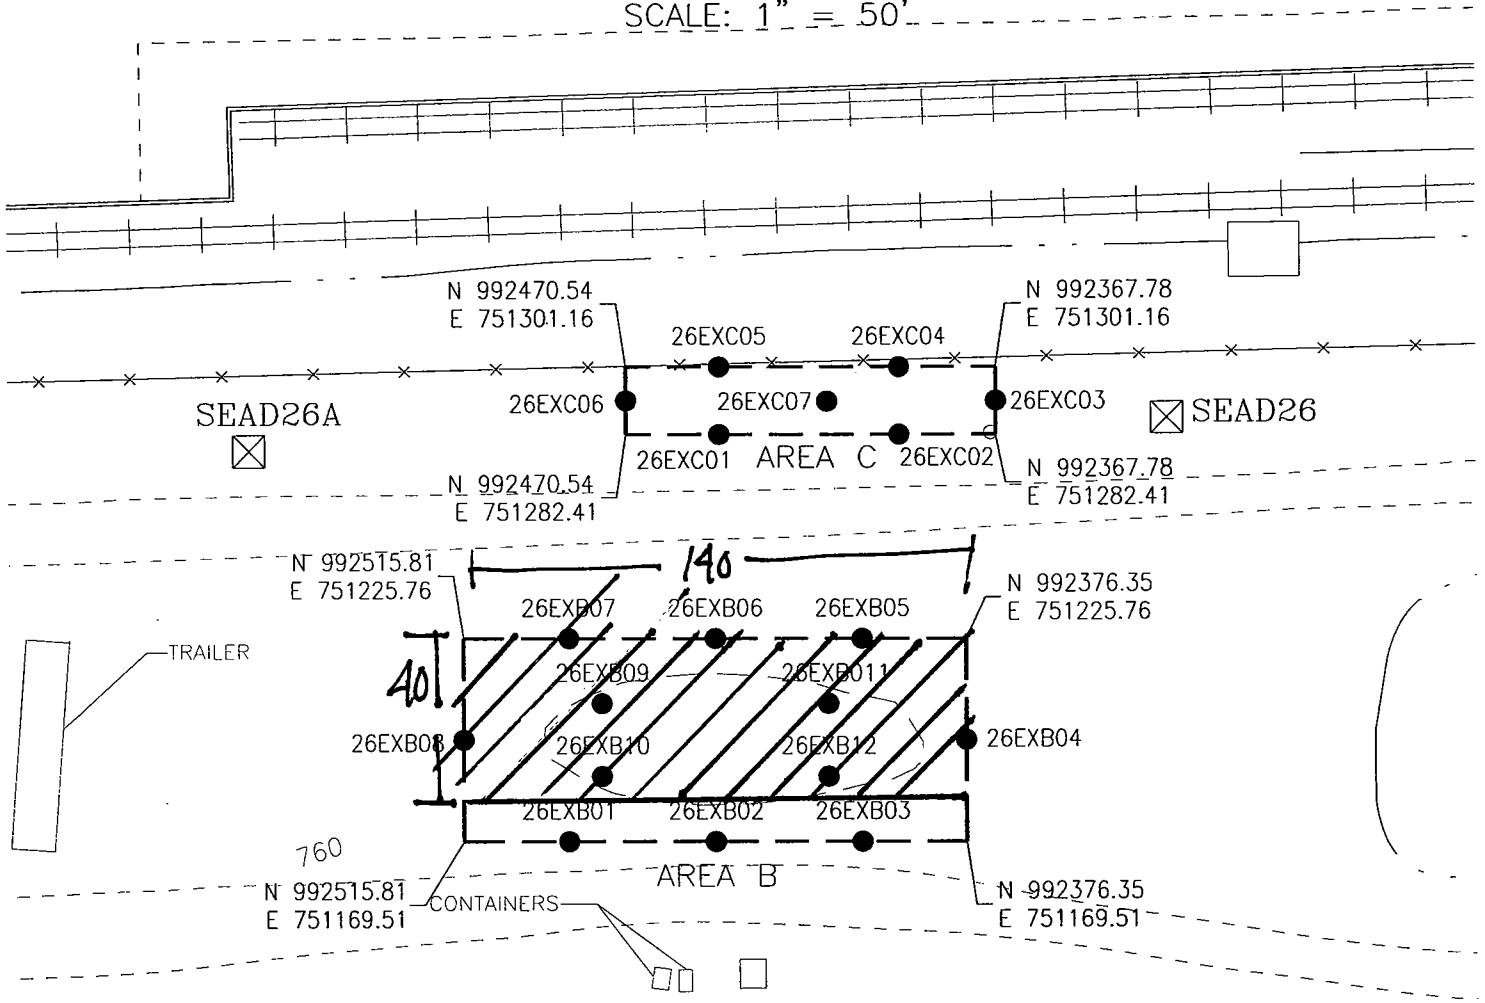 SCALE: 1" = 50'
N 992470.54
E 751301.16
N 992367.78
E 751301.16
26EXC05
26EXC04
26EXC06
26EXC07
26EXC03
SEAD26A
SEAD26
26EXC01
AREA C
26EXC02
N 992470.54
E 751282.41
N 992367.78
E 751282.41
140
N 992515.81
E 751225.76
N 992376.35
E 751225.76
26EXB07
26EXB06
26EXB05
TRAILER
40
26EXB09
26EXB011
26EXB08
26EXB10
26EXB12
26EXB04
26EXB01
26EXB02
26EXB03
760
AREA B
N 992515.81
E 751169.51
CONTAINERS
N 992376.35
E 751169.51